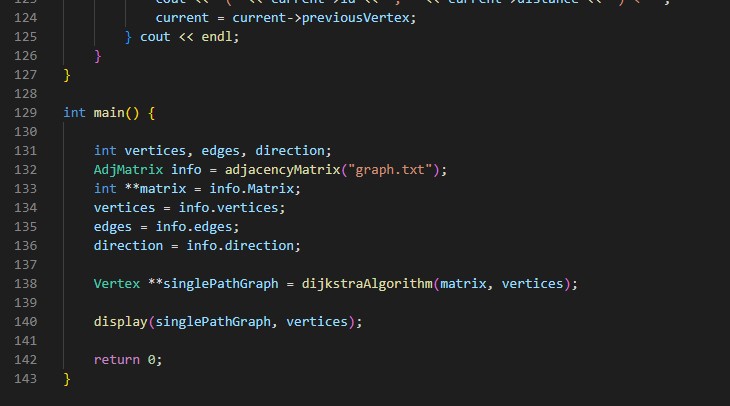 124 current = current->previousVertex;
125 } cout << endl;
126 }
127 }
128
129 int main() {
130
131 int vertices, edges, direction;
132 AdjMatrix info = adjacencyMatrix("graph.txt");
133 int **matrix = info.Matrix;
134 vertices = info.vertices;
135 edges = info.edges;
136 direction = info.direction;
137
138 Vertex **singlePathGraph = dijkstraAlgorithm(matrix, vertices);
139
140 display(singlePathGraph, vertices);
141
142 return 0;
143 }